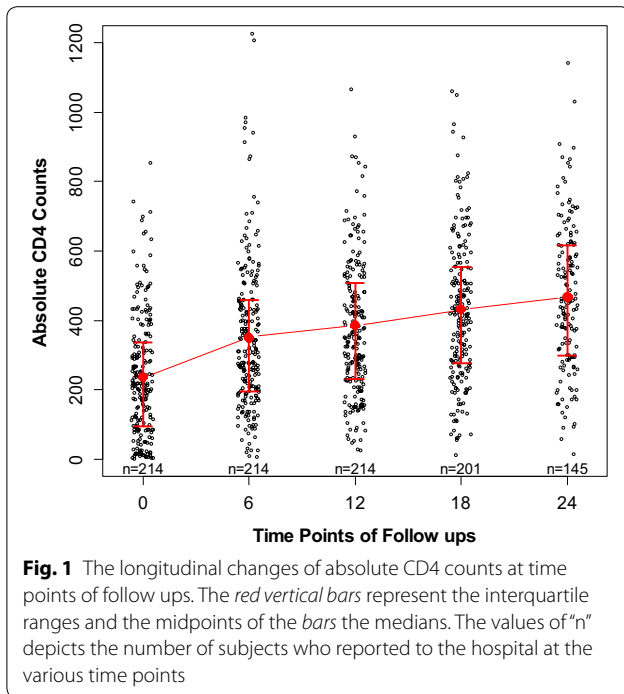 1200
1000
800
600
400
200
0
Absolute CD4 Counts
n=214 n=214 n=214 n=201 n=145
0 6 12 18 24
Time Points of Follow ups
Fig. 1 The longitudinal changes of absolute CD4 counts at time
points of follow ups. The red vertical bars represent the interquartile
ranges and the midpoints of the bars the medians. The values of “n”
depicts the number of subjects who reported to the hospital at the
various time points